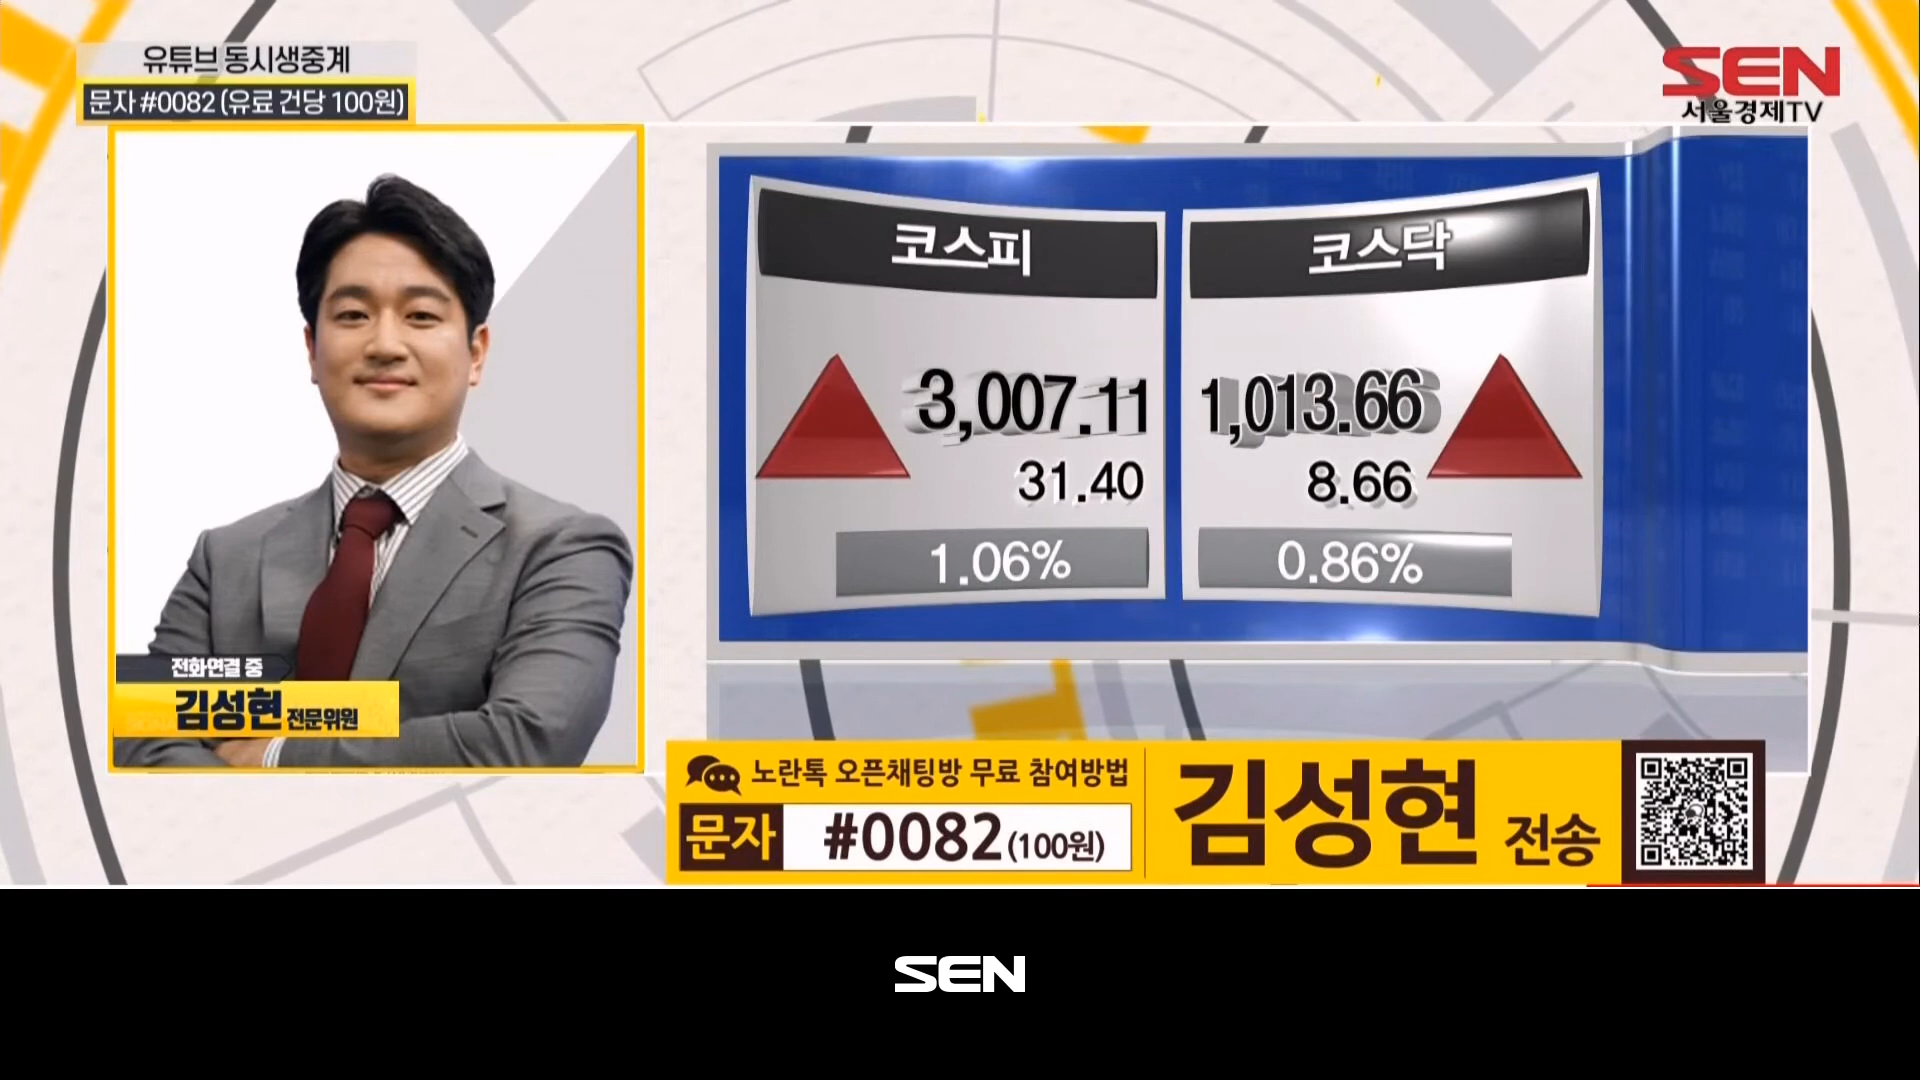 유튜브 동시생중계
문자 #0082 (유료 건당 100원)
SEN
서울경제TV
코스피
3,007.11
31.40
1.06%
코스닥
1,013.66
8.66
0.86%
전화연결 중
김성현 전문위원
노란톡 오픈채팅방 무료 참여방법
문자 #0082 (100원)
김성현 전송
SEN